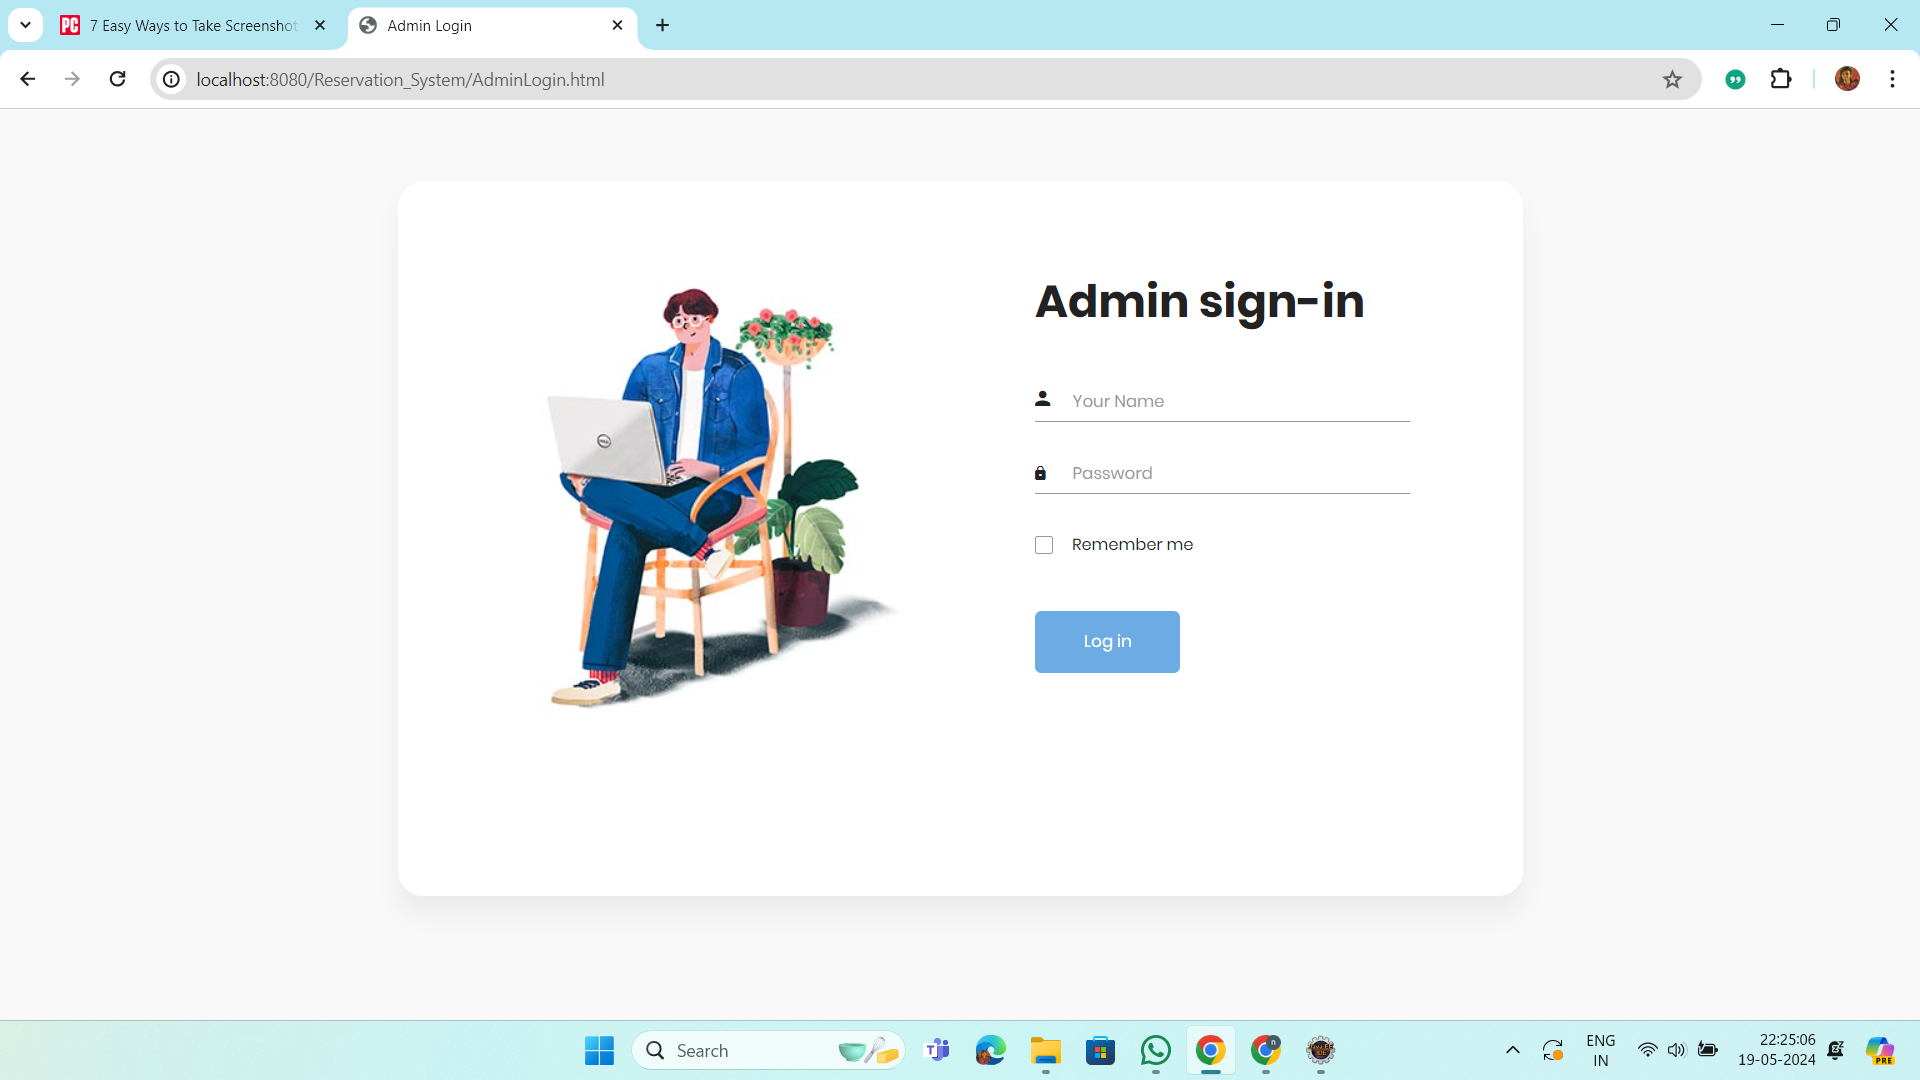 7 Easy Ways to Take Screenshot
Admin Login
localhost:8080/Reservation_System/AdminLogin.html
Admin sign-in
Your Name
Password
Remember me
Log in
Search
ENG
IN
22:25:06
19-05-2024
PRE